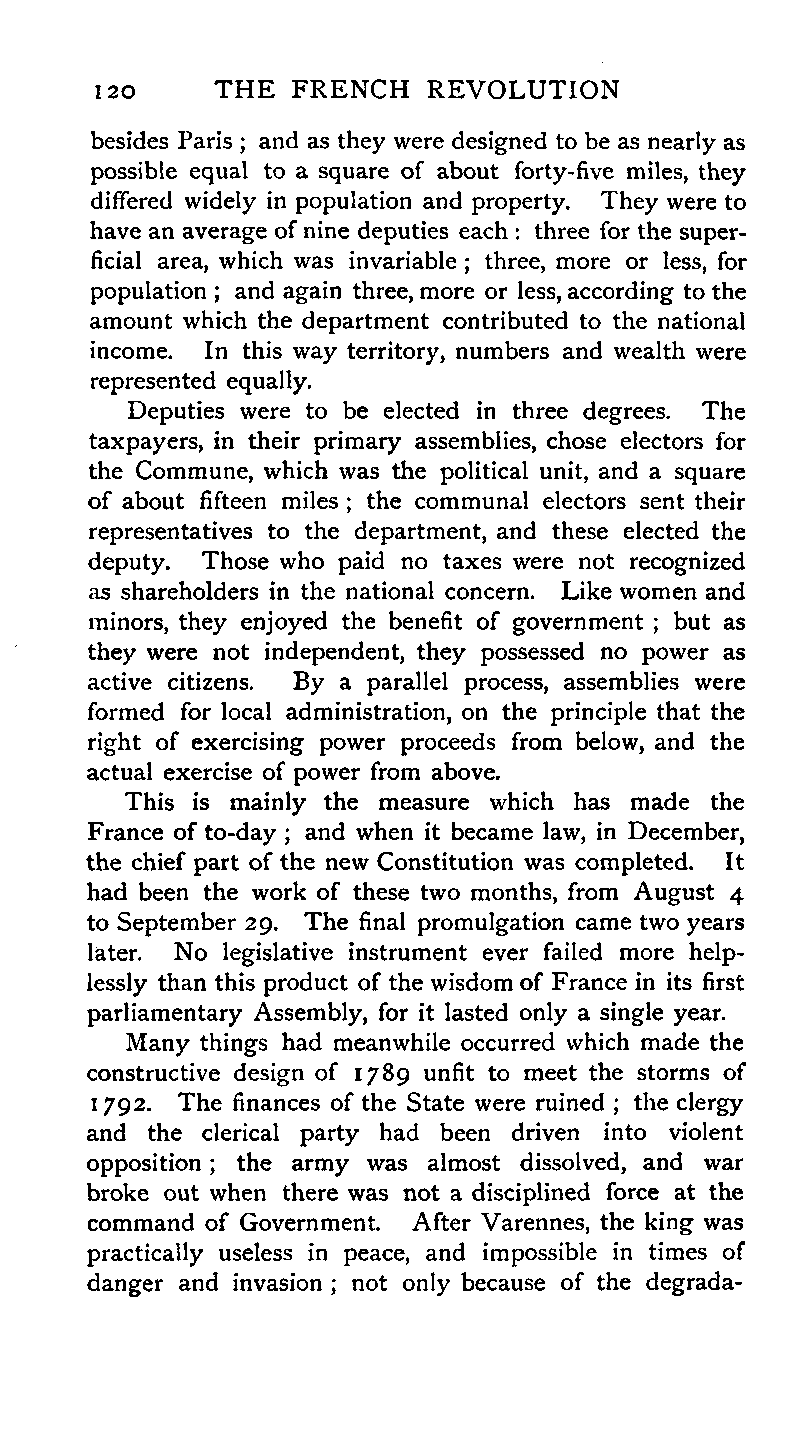 120 THE FRENCH REVOLUTION
besides Paris ; and as they were designed to be as nearly as
possible equal to a square of about forty-five miles, they
differed widely in population and property. They were to
have an average of nine deputies each : three for the super-
ficial area, which was invariable ; three, more or less, for
population ; and again three, more or less, according to the
amount which the department contributed to the national
income. In this way territory, numbers and wealth were
represented equally.
Deputies were to be elected in three degrees. The
taxpayers, in their primary assemblies, chose electors for
the Commune, which was the political unit, and a square
of about fifteen miles ; the communal electors sent their
representatives to the department, and these elected the
deputy. Those who paid no taxes were not recognized
as shareholders in the national concern. Like women and
minors, they enjoyed the benefit of government ; but as
they were not independent, they possessed no power as
active citizens. By a parallel process, assemblies were
formed for local administration, on the principle that the
right of exercising power proceeds from below, and the
actual exercise of power from above.
This is mainly the measure which has made the
France of to-day ; and when it became law, in December,
the chief part of the new Constitution was completed. It
had been the work of these two months, from August 4
to September 29. The final promulgation came two years
later. No legislative instrument ever failed more help-
lessly than this product of the wisdom of France in its first
parliamentary Assembly, for it lasted only a single year.
Many things had meanwhile occurred which made the
constructive design of 1789 unfit to meet the storms of
1792. The finances of the State were ruined ; the clergy
and the clerical party had been driven into violent
opposition ; the army was almost dissolved, and war
broke out when there was not a disciplined force at the
command of Government. After Varennes, the king was
practically useless in peace, and impossible in times of
danger and invasion ; not only because of the degrada-